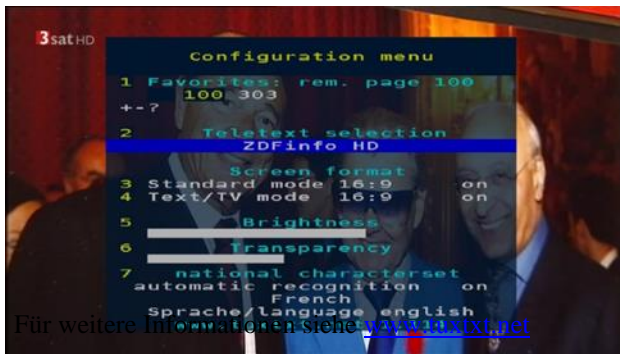 3sat HD
Configuration menu
1 Favorites: rem. page 100
100 303
+-?
2 Teletext selection
ZDFinfo HD
Screen format
3 Standard mode 16:9 on
4 Text/TV mode 16:9 on
5 Brightness
6 Transparency
7 national characterset
automatic recognition on
French
Sprache/language english
Für weitere Informationen siehe www.tuxtxt.net